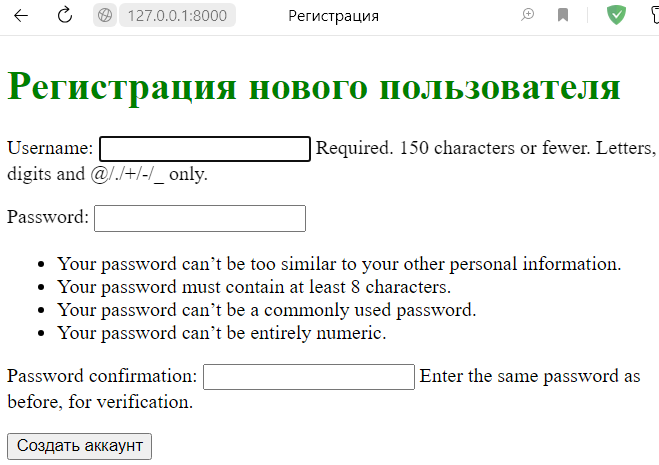 127.0.0.1:8000 Регистрация
Регистрация нового пользователя
Username: Required. 150 characters or fewer. Letters,
digits and @/./+/-/_ only.
Password:
• Your password can’t be too similar to your other personal information.
• Your password must contain at least 8 characters.
• Your password can’t be a commonly used password.
• Your password can’t be entirely numeric.
Password confirmation: Enter the same password as
before, for verification.
Создать аккаунт